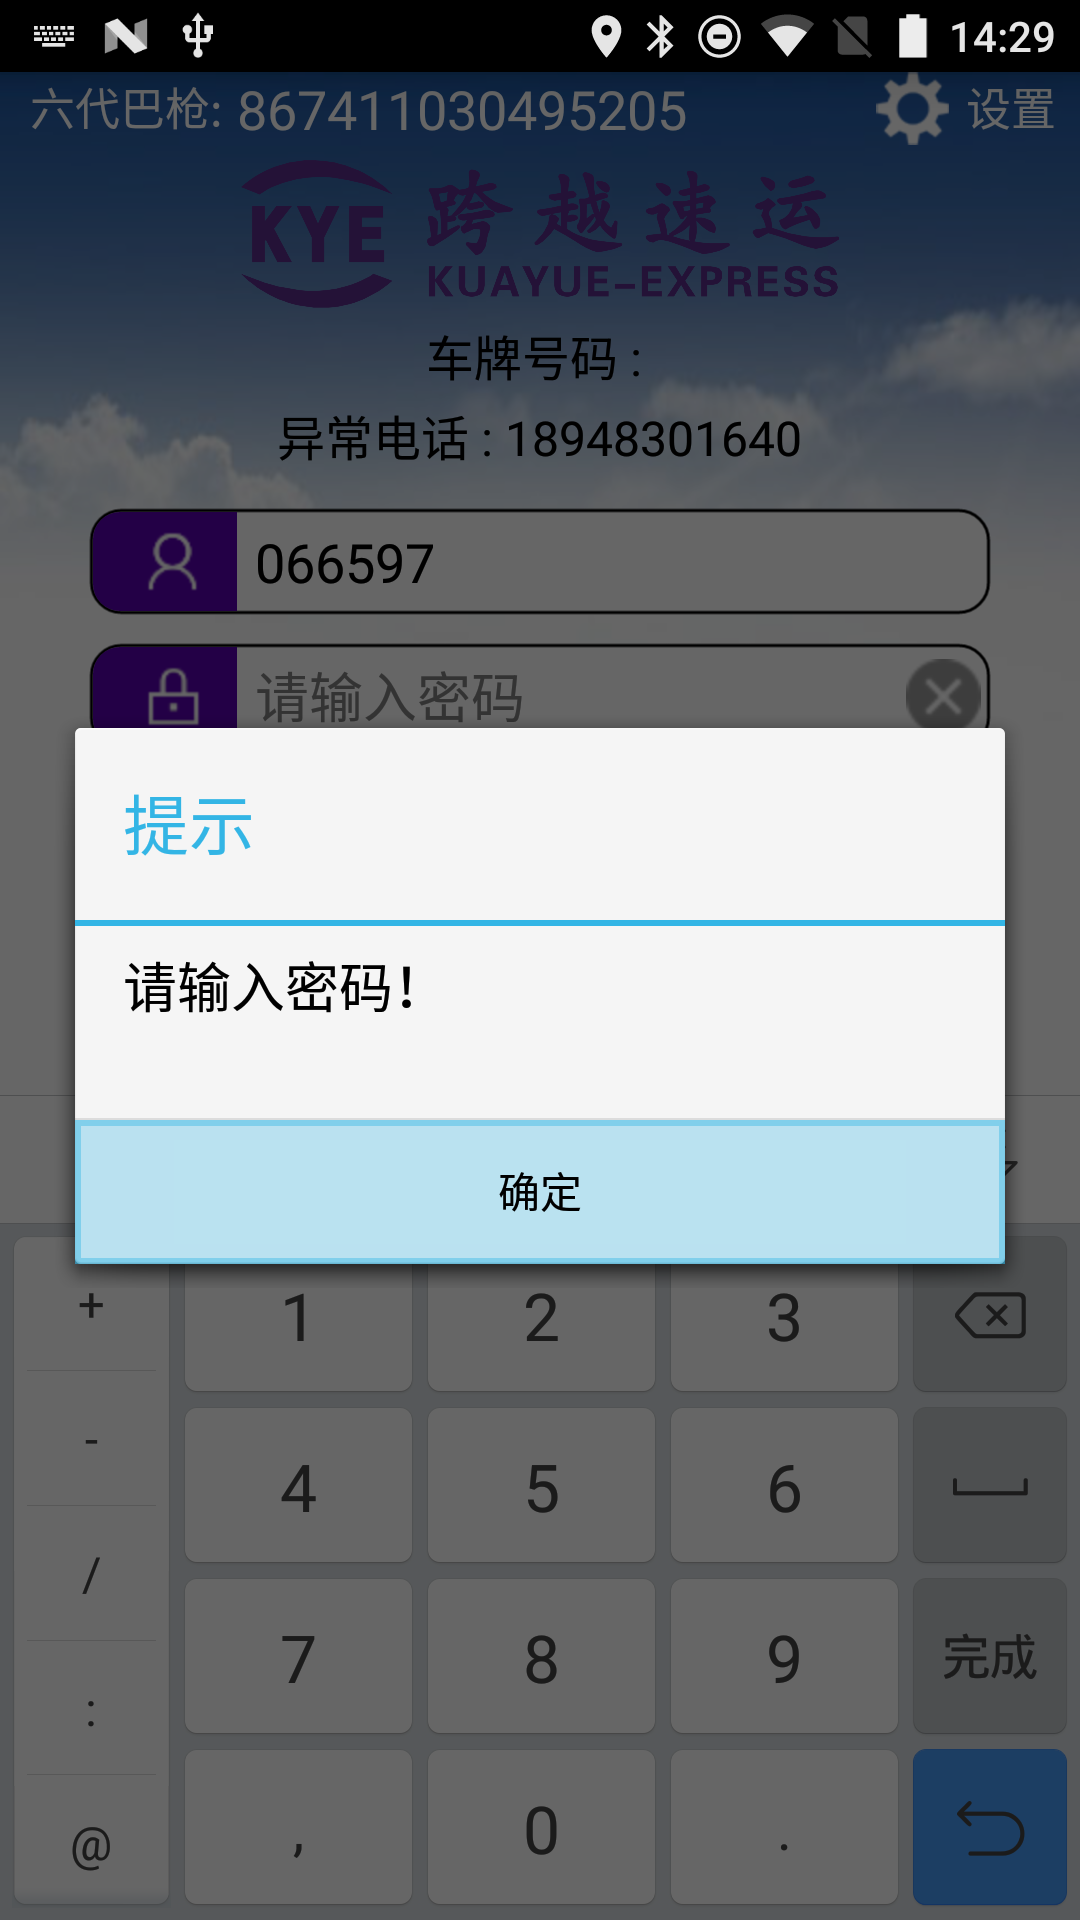 14:29
六代巴枪: 867411030495205
设置
KYE 跨越速运
KUAYUE-EXPRESS
车牌号码 :
异常电话 : 18948301640
066597
请输入密码
提示
请输入密码!
确定
+ 1 2 3
- 4 5 6
/ 7 8 9 完成
:
@ , 0 .